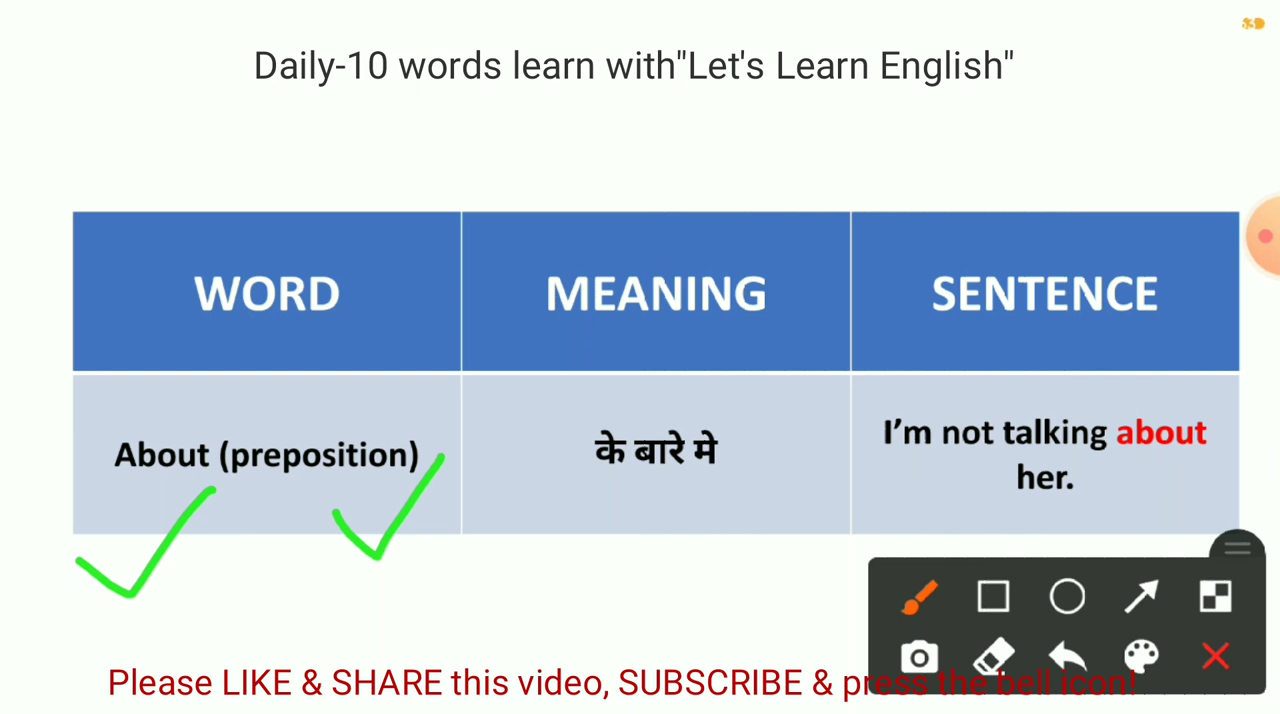 Daily-10 words learn with"Let's Learn English"
WORD
MEANING
SENTENCE
About (preposition)
के बारे मे
I'm not talking about
her.
Please LIKE & SHARE this video, SUBSCRIBE & press the bell icon!